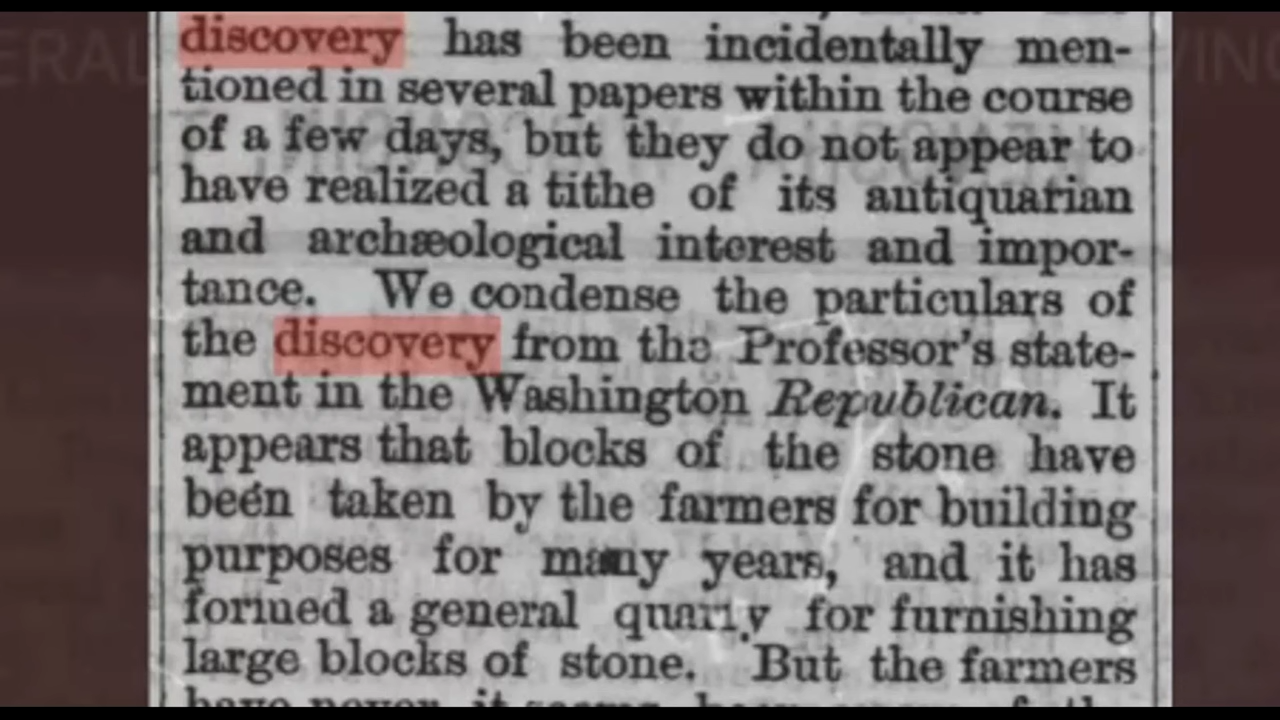 discovery has been incidentally men-
tioned in several papers within the course
of a few days, but they do not appear to
have realized a tithe of its antiquarian
and archæological interest and impor-
tance. We condense the particulars of
the discovery from the Professor's state-
ment in the Washington Republican. It
appears that blocks of the stone have
been taken by the farmers for building
purposes for many years, and it has
formed a general quarry for furnishing
large blocks of stone. But the farmers
have never, it seems,